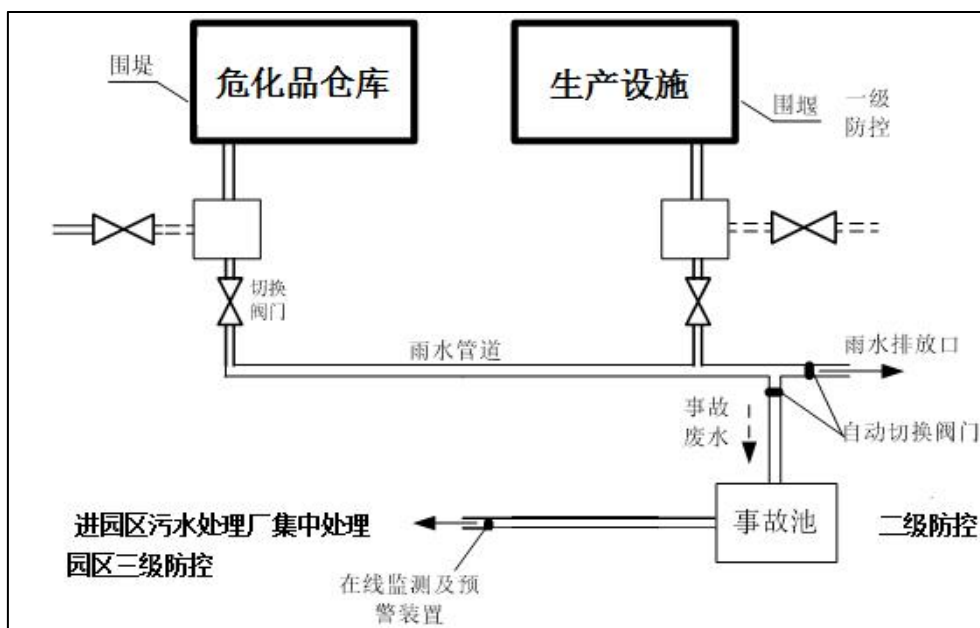 围堤
危化品仓库
生产设施
围堰
一级
防控
切换
阀门
雨水管道
雨水排放口
事故
废水
自动切换阀门
进园区污水处理厂集中处理
园区三级防控
事故池
二级防控
在线监测及预
警装置